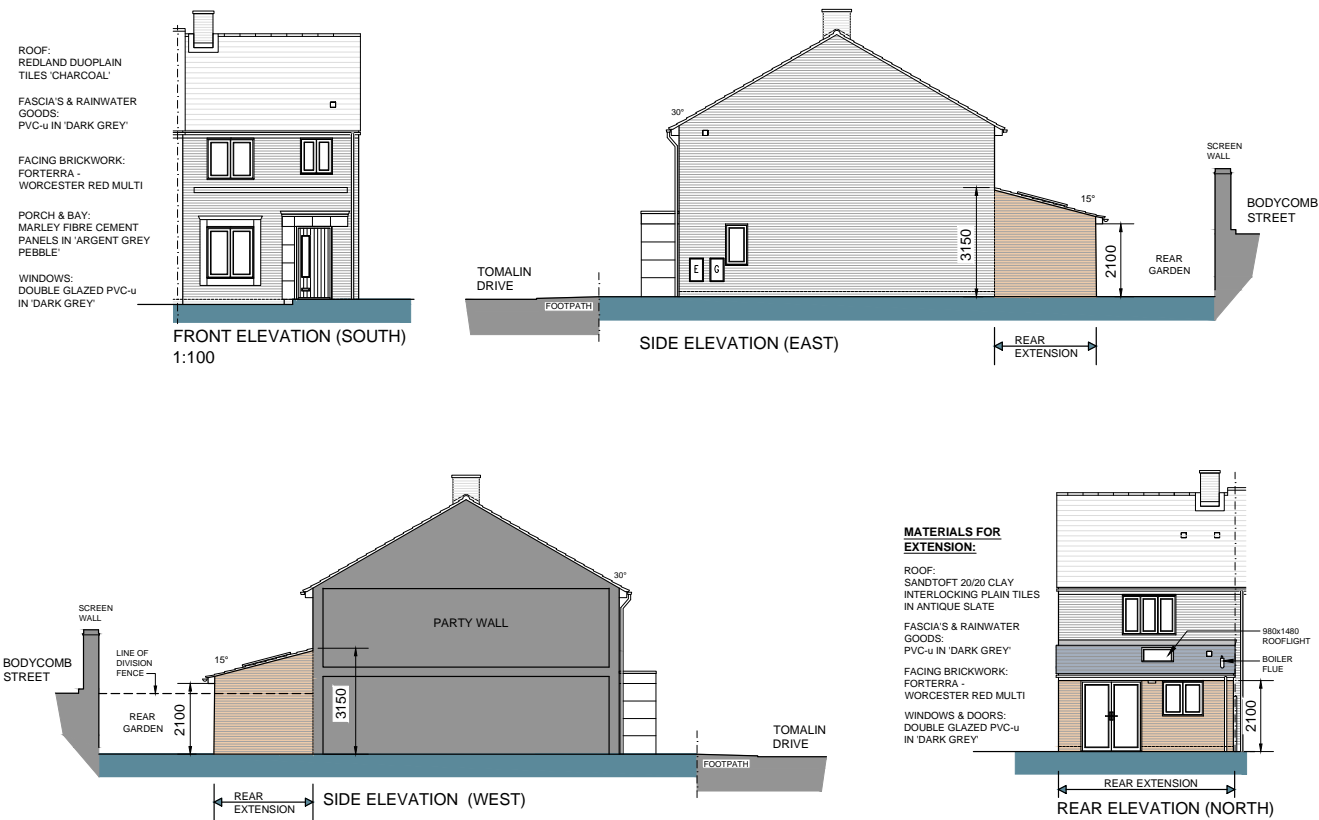 ROOF:
REDLAND DUOPLAIN
TILES 'CHARCOAL'
FASCIA'S & RAINWATER
GOODS:
PVC-u IN 'DARK GREY'
FACING BRICKWORK:
FORTERRA -
WORCESTER RED MULTI
PORCH & BAY:
MARLEY FIBRE CEMENT
PANELS IN 'ARGENT GREY
PEBBLE'
WINDOWS:
DOUBLE GLAZED PVC-u
IN 'DARK GREY'
FRONT ELEVATION (SOUTH)
1:100
30°
E G
3150
15°
2100
REAR
GARDEN
SCREEN
WALL
BODYCOMB
STREET
TOMALIN
DRIVE
FOOTPATH
SIDE ELEVATION (EAST)
REAR
EXTENSION
SCREEN
WALL
BODYCOMB
STREET
LINE OF
DIVISION
FENCE
15°
REAR
GARDEN
2100
3150
PARTY WALL
30°
TOMALIN
DRIVE
FOOTPATH
REAR
EXTENSION
SIDE ELEVATION (WEST)
MATERIALS FOR
EXTENSION:
ROOF:
SANDTOFT 20/20 CLAY
INTERLOCKING PLAIN TILES
IN ANTIQUE SLATE
FASCIA'S & RAINWATER
GOODS:
PVC-u IN 'DARK GREY'
FACING BRICKWORK:
FORTERRA -
WORCESTER RED MULTI
WINDOWS & DOORS:
DOUBLE GLAZED PVC-u
IN 'DARK GREY'
980x1480
ROOFLIGHT
BOILER
FLUE
2100
REAR EXTENSION
REAR ELEVATION (NORTH)